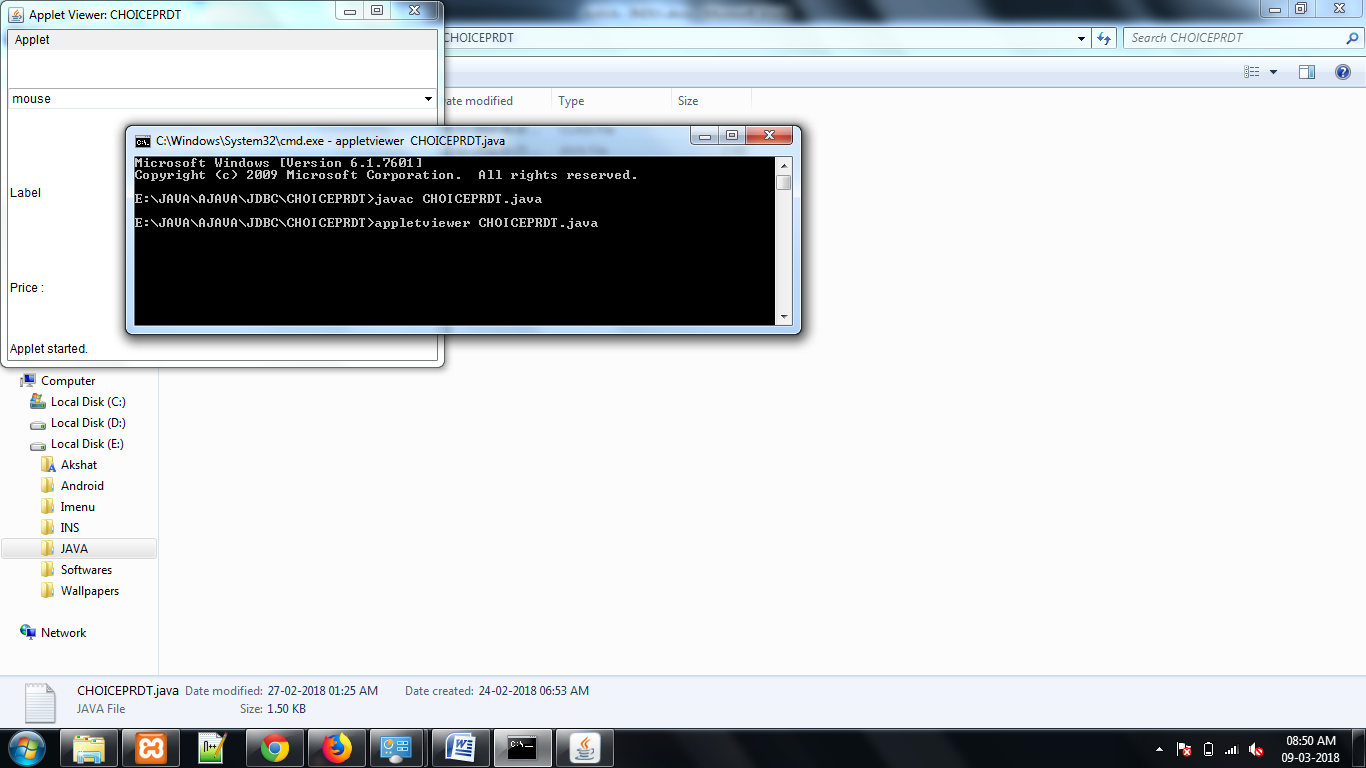 Applet Viewer: CHOICEPRDT
Applet
mouse
Label
Price :
Applet started.
CHOICEPRDT
Search CHOICEPRDT
ate modified
Type
Size
C:\Windows\System32\cmd.exe - appletviewer CHOICEPRDT.java
Microsoft Windows [Version 6.1.7601]
Copyright (c) 2009 Microsoft Corporation. All rights reserved.
E:\JAVA\AJAVA\JDBC\CHOICEPRDT>javac CHOICEPRDT.java
E:\JAVA\AJAVA\JDBC\CHOICEPRDT>appletviewer CHOICEPRDT.java
Computer
Local Disk (C:)
Local Disk (D:)
Local Disk (E:)
Akshat
Android
Imenu
INS
JAVA
Softwares
Wallpapers
Network
CHOICEPRDT.java Date modified: 27-02-2018 01:25 AM Date created: 24-02-2018 06:53 AM
JAVA File Size: 1.50 KB
08:50 AM
09-03-2018